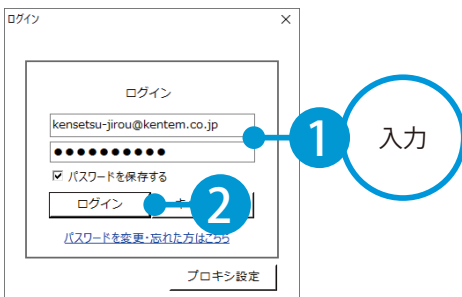 ログイン
×
ログイン
kensetsu-jirou@kentem.co.jp
●●●●●●●●●●
1
入力
パスワードを保存する
ログイン
2
パスワードを変更・忘れた方はこちら
プロキシ設定